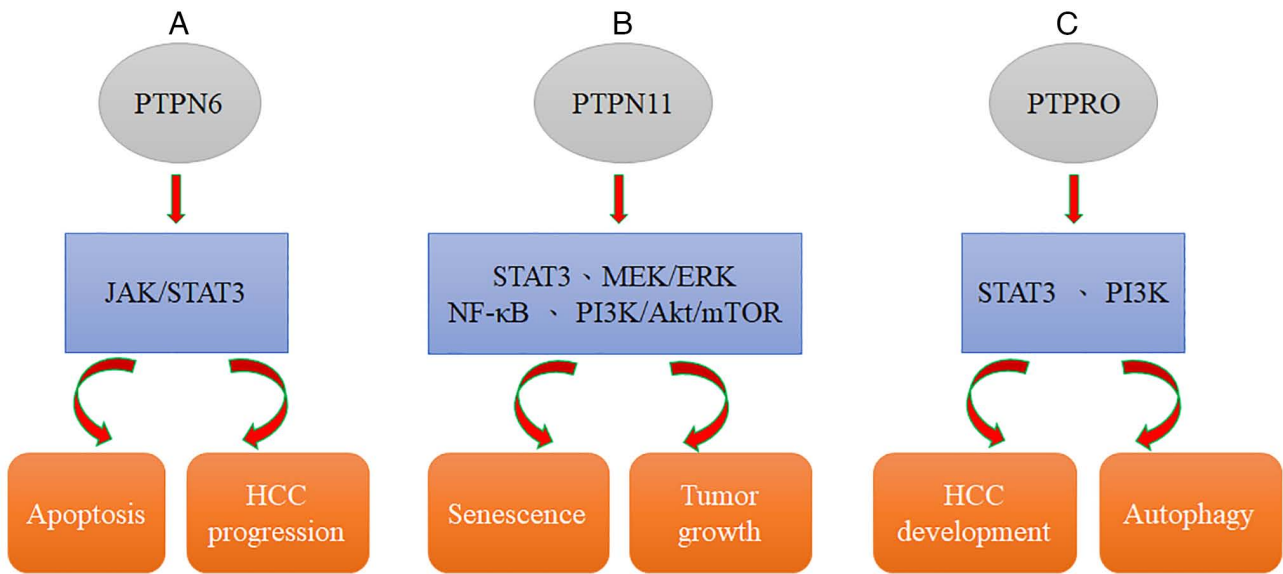 A
PTPN6
JAK/STAT3
Apoptosis
HCC
progression
B
PTPN11
STAT3、MEK/ERK
NF-κB 、 PI3K/Akt/mTOR
Senescence
Tumor
growth
C
PTPRO
STAT3 、 PI3K
HCC
development
Autophagy